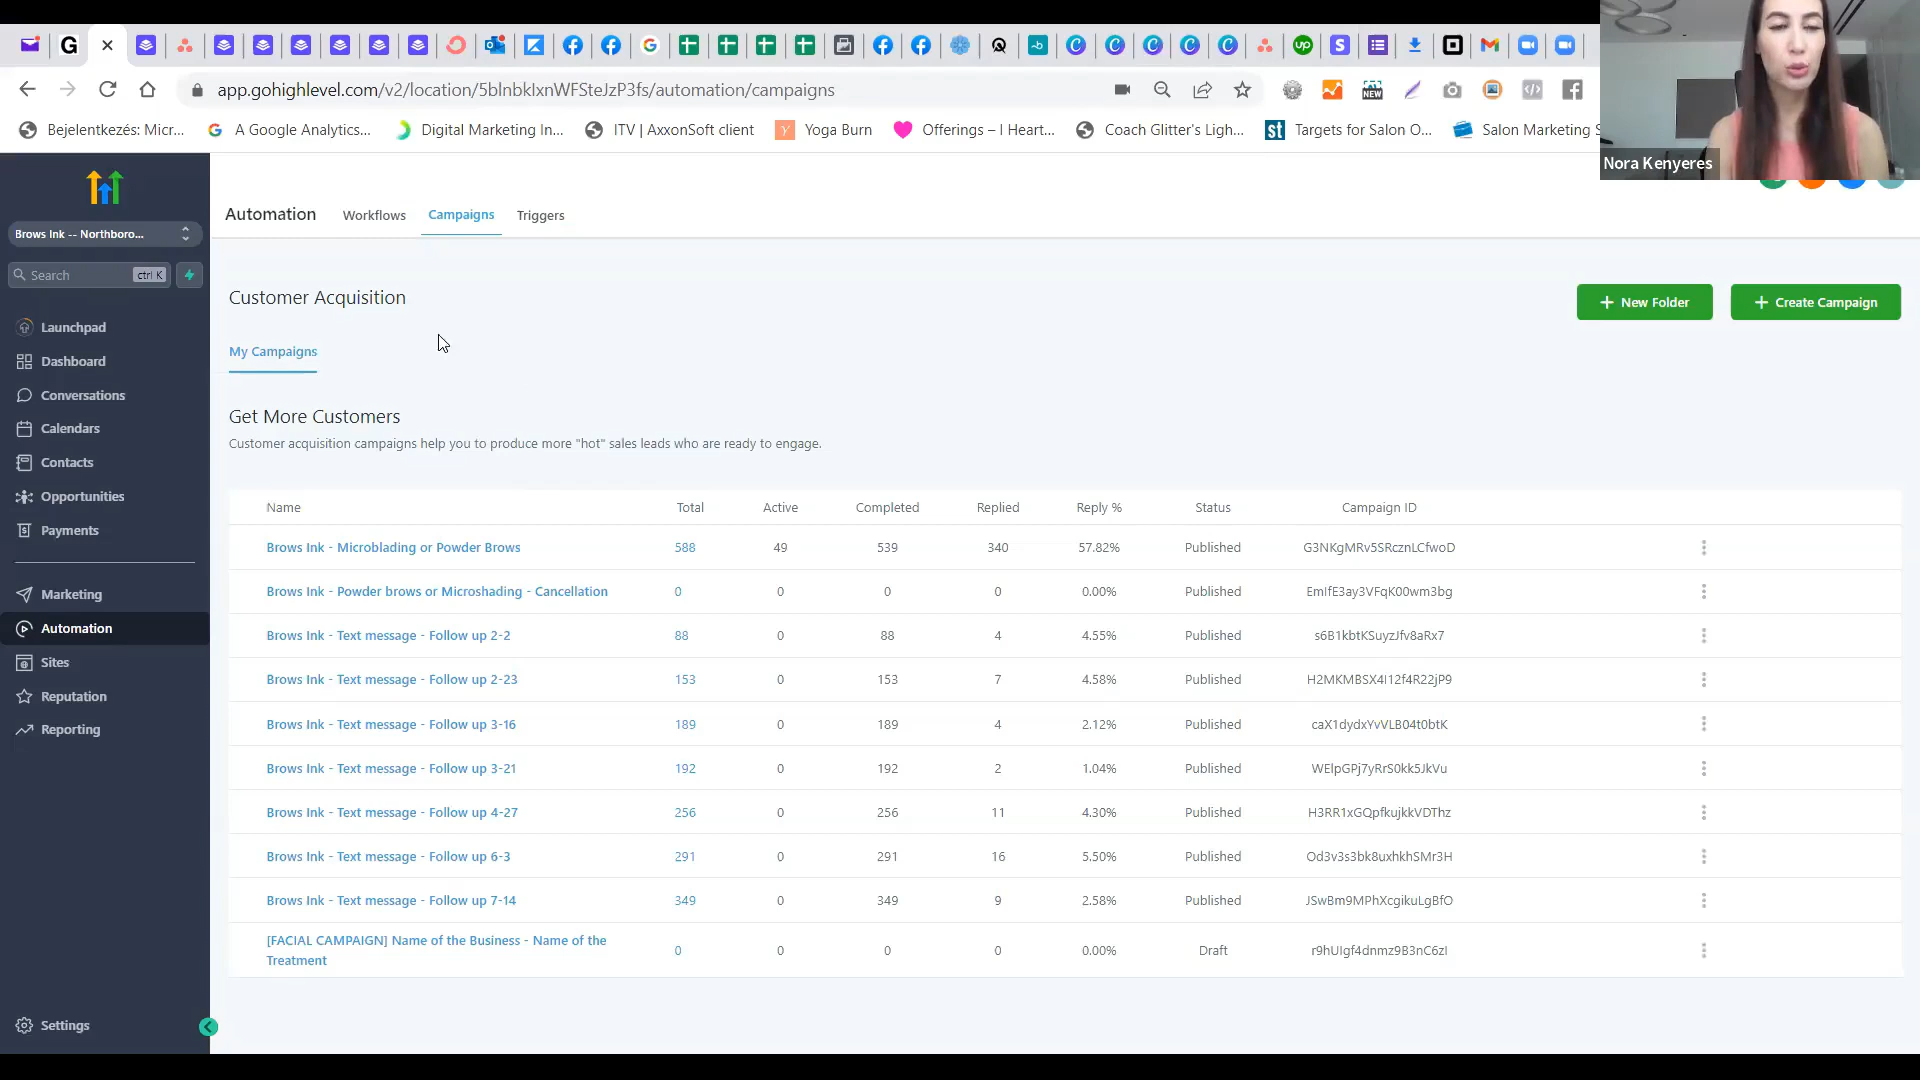 G
app.gohighlevel.com/v2/location/5blnbklxnWFSteJzP3fs/automation/campaigns
NEW
Bejelentkezés: Micr...
A Google Analytics...
Digital Marketing In...
ITV | AxxonSoft client
Yoga Burn
Offerings – I Heart...
Coach Glitter's Ligh...
st
Targets for Salon O...
Salon Marketing S
Nora Kenyeres
Brows Ink -- Northboro...
Search
ctrl K
Launchpad
Dashboard
Conversations
Calendars
Contacts
Opportunities
Payments
Marketing
Automation
Sites
Reputation
Reporting
Settings
Automation
Workflows
Campaigns
Triggers
Customer Acquisition
+ New Folder
+ Create Campaign
My Campaigns
Get More Customers
Customer acquisition campaigns help you to produce more "hot" sales leads who are ready to engage.
Name Total Active Completed Replied Reply % Status Campaign ID
Brows Ink - Microblading or Powder Brows 588 49 539 340 57.82% Published G3NKgMRv5SRcznLCfwoD
Brows Ink - Powder brows or Microshading - Cancellation 0 0 0 0 0.00% Published EmIfE3ay3VFqK00wm3bg
Brows Ink - Text message - Follow up 2-2 88 0 88 4 4.55% Published s6B1kbtKSuyzJfv8aRx7
Brows Ink - Text message - Follow up 2-23 153 0 153 7 4.58% Published H2MKMBSX4I12f4R22jP9
Brows Ink - Text message - Follow up 3-16 189 0 189 4 2.12% Published caX1dydxYvVLB04t0btK
Brows Ink - Text message - Follow up 3-21 192 0 192 2 1.04% Published WElpGPj7yRrS0kk5JkVu
Brows Ink - Text message - Follow up 4-27 256 0 256 11 4.30% Published H3RR1xGQpfkujkkVDThz
Brows Ink - Text message - Follow up 6-3 291 0 291 16 5.50% Published Od3v3s3bk8uxhkhSMr3H
Brows Ink - Text message - Follow up 7-14 349 0 349 9 2.58% Published JSwBm9MPhXcgikuLgBfO
[FACIAL CAMPAIGN] Name of the Business - Name of the
Treatment 0 0 0 0 0.00% Draft r9hUIgf4dnmz9B3nC6zI